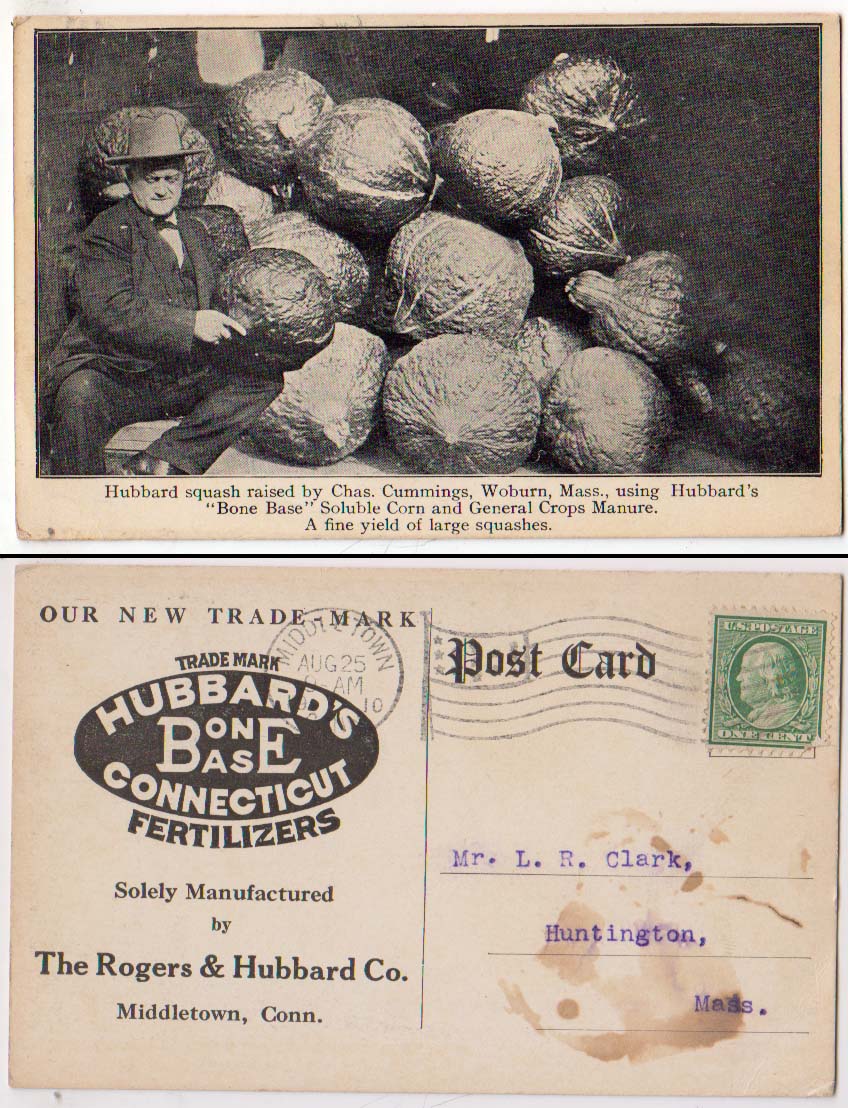 Hubbard squash raised by Chas. Cummings, Woburn, Mass., using Hubbard's
"Bone Base" Soluble Corn and General Crops Manure.
A fine yield of large squashes.
OUR NEW TRADE-MARK
TRADE MARK
HUBBARD'S
BONE
BASE
CONNECTICUT
FERTILIZERS
Solely Manufactured
by
The Rogers & Hubbard Co.
Middletown, Conn.
MIDDLETOWN
AUG 25
AM
10
Post Card
U.S. POSTAGE
ONE CENT
Mr. L. R. Clark,
Huntington,
Mass.